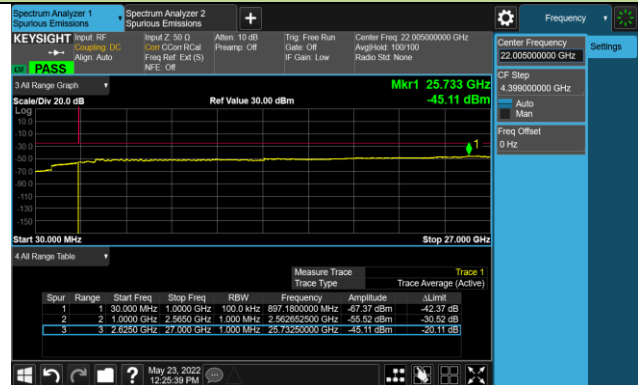 Spectrum Analyzer 1
Spurious Emissions
Spectrum Analyzer 2
Spurious Emissions
+
Frequency
KEYSIGHT
Input: RF
Coupling: DC
Align: Auto
Input Z: 50 Ω
Corr CCorr RCal
Freq Ref: Ext (S)
NFE: Off
Atten: 10 dB
Preamp: Off
Trig: Free Run
Gate: Off
IF Gain: Low
Center Freq: 22.005000000 GHz
Avg|Hold: 100/100
Radio Std: None
PASS
Center Frequency
22.005000000 GHz
Settings
CF Step
4.399000000 GHz
Auto
Man
Freq Offset
0 Hz
3 All Range Graph
Mkr1 25.733 GHz
Scale/Div 20.0 dB
Ref Value 30.00 dBm
-45.11 dBm
Log
10.0
-10.0
-30.0
-50.0
-70.0
-90.0
-110
-130
-150
1
Start 30.000 MHz
Stop 27.000 GHz
4 All Range Table
Measure Trace Trace 1
Trace Type Trace Average (Active)
Spur Range Start Freq Stop Freq RBW Frequency Amplitude ΔLimit
1 1 30.000 MHz 1.0000 GHz 100.0 kHz 897.1800000 MHz -67.37 dBm -42.37 dB
2 2 1.0000 GHz 2.5650 GHz 1.000 MHz 2.562652500 GHz -55.52 dBm -30.52 dB
3 3 2.6250 GHz 27.000 GHz 1.000 MHz 25.73250000 GHz -45.11 dBm -20.11 dB
?
May 23, 2022
12:25:39 PM